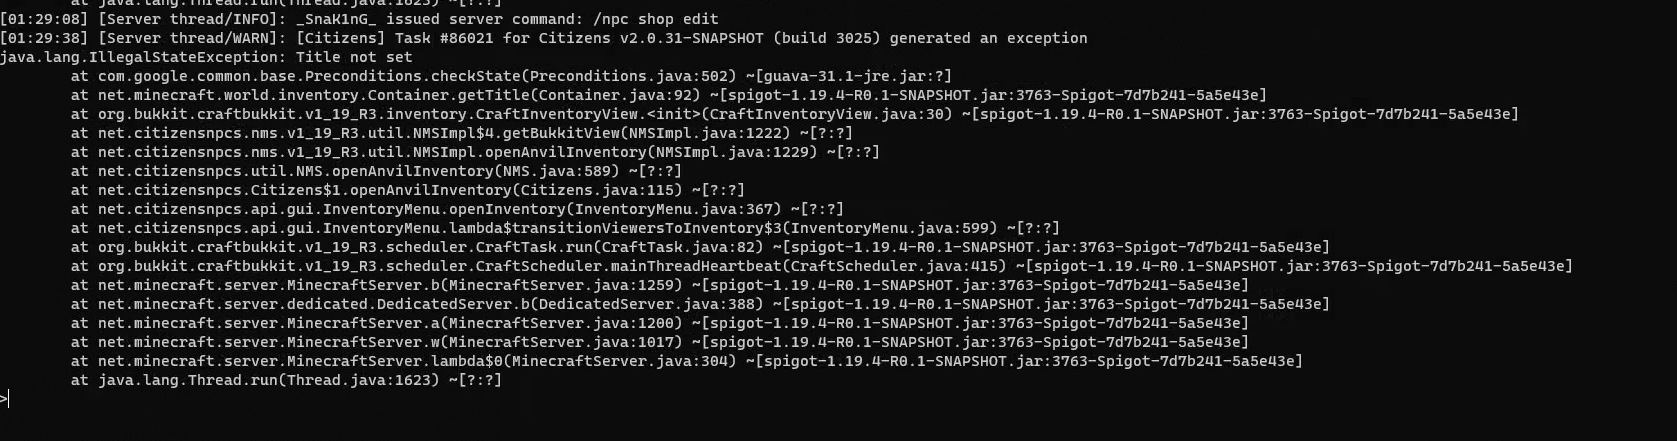 at java.lang.Thread.run(Thread.java:1623) ~[?:?]
[01:29:08] [Server thread/INFO]: _SnaK1nG_ issued server command: /npc shop edit
[01:29:38] [Server thread/WARN]: [Citizens] Task #86021 for Citizens v2.0.31-SNAPSHOT (build 3025) generated an exception
java.lang.IllegalStateException: Title not set
at com.google.common.base.Preconditions.checkState(Preconditions.java:502) ~[guava-31.1-jre.jar:?]
at net.minecraft.world.inventory.Container.getTitle(Container.java:92) ~[spigot-1.19.4-R0.1-SNAPSHOT.jar:3763-Spigot-7d7b241-5a5e43e]
at org.bukkit.craftbukkit.v1_19_R3.inventory.CraftInventoryView.<init>(CraftInventoryView.java:30) ~[spigot-1.19.4-R0.1-SNAPSHOT.jar:3763-Spigot-7d7b241-5a5e43e]
at net.citizensnpcs.nms.v1_19_R3.util.NMSImpl$4.getBukkitView(NMSImpl.java:1222) ~[?:?]
at net.citizensnpcs.nms.v1_19_R3.util.NMSImpl.openAnvilInventory(NMSImpl.java:1229) ~[?:?]
at net.citizensnpcs.util.NMS.openAnvilInventory(NMS.java:589) ~[?:?]
at net.citizensnpcs.Citizens$1.openAnvilInventory(Citizens.java:115) ~[?:?]
at net.citizensnpcs.api.gui.InventoryMenu.openInventory(InventoryMenu.java:367) ~[?:?]
at net.citizensnpcs.api.gui.InventoryMenu.lambda$transitionViewersToInventory$3(InventoryMenu.java:599) ~[?:?]
at org.bukkit.craftbukkit.v1_19_R3.scheduler.CraftTask.run(CraftTask.java:82) ~[spigot-1.19.4-R0.1-SNAPSHOT.jar:3763-Spigot-7d7b241-5a5e43e]
at org.bukkit.craftbukkit.v1_19_R3.scheduler.CraftScheduler.mainThreadHeartbeat(CraftScheduler.java:415) ~[spigot-1.19.4-R0.1-SNAPSHOT.jar:3763-Spigot-7d7b241-5a5e43e]
at net.minecraft.server.MinecraftServer.b(MinecraftServer.java:1259) ~[spigot-1.19.4-R0.1-SNAPSHOT.jar:3763-Spigot-7d7b241-5a5e43e]
at net.minecraft.server.dedicated.DedicatedServer.b(DedicatedServer.java:388) ~[spigot-1.19.4-R0.1-SNAPSHOT.jar:3763-Spigot-7d7b241-5a5e43e]
at net.minecraft.server.MinecraftServer.a(MinecraftServer.java:1200) ~[spigot-1.19.4-R0.1-SNAPSHOT.jar:3763-Spigot-7d7b241-5a5e43e]
at net.minecraft.server.MinecraftServer.w(MinecraftServer.java:1017) ~[spigot-1.19.4-R0.1-SNAPSHOT.jar:3763-Spigot-7d7b241-5a5e43e]
at net.minecraft.server.MinecraftServer.lambda$0(MinecraftServer.java:304) ~[spigot-1.19.4-R0.1-SNAPSHOT.jar:3763-Spigot-7d7b241-5a5e43e]
at java.lang.Thread.run(Thread.java:1623) ~[?:?]
>